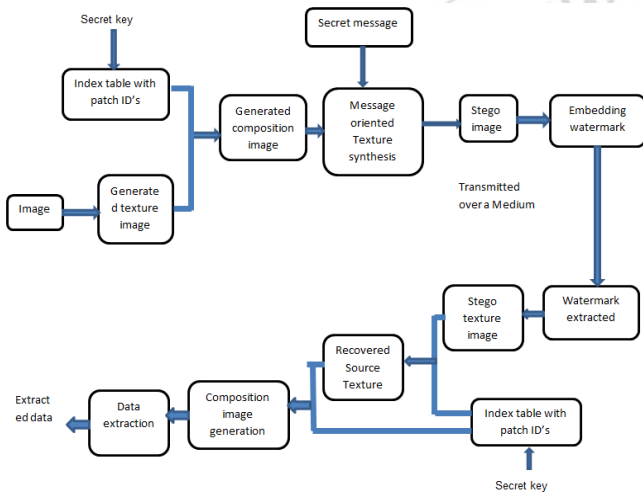 Secret key
Secret message
Index table with
patch ID's
Generated
composition
image
Message
oriented
Texture
synthesis
Stego
image
Embedding
watermark
Image
Generate
d texture
image
Transmitted
over a Medium
Stego
texture
image
Watermark
extracted
Recovered
Source
Texture
Extract
ed data
Data
extraction
Composition
image
generation
Index table with
patch ID's
Secret key